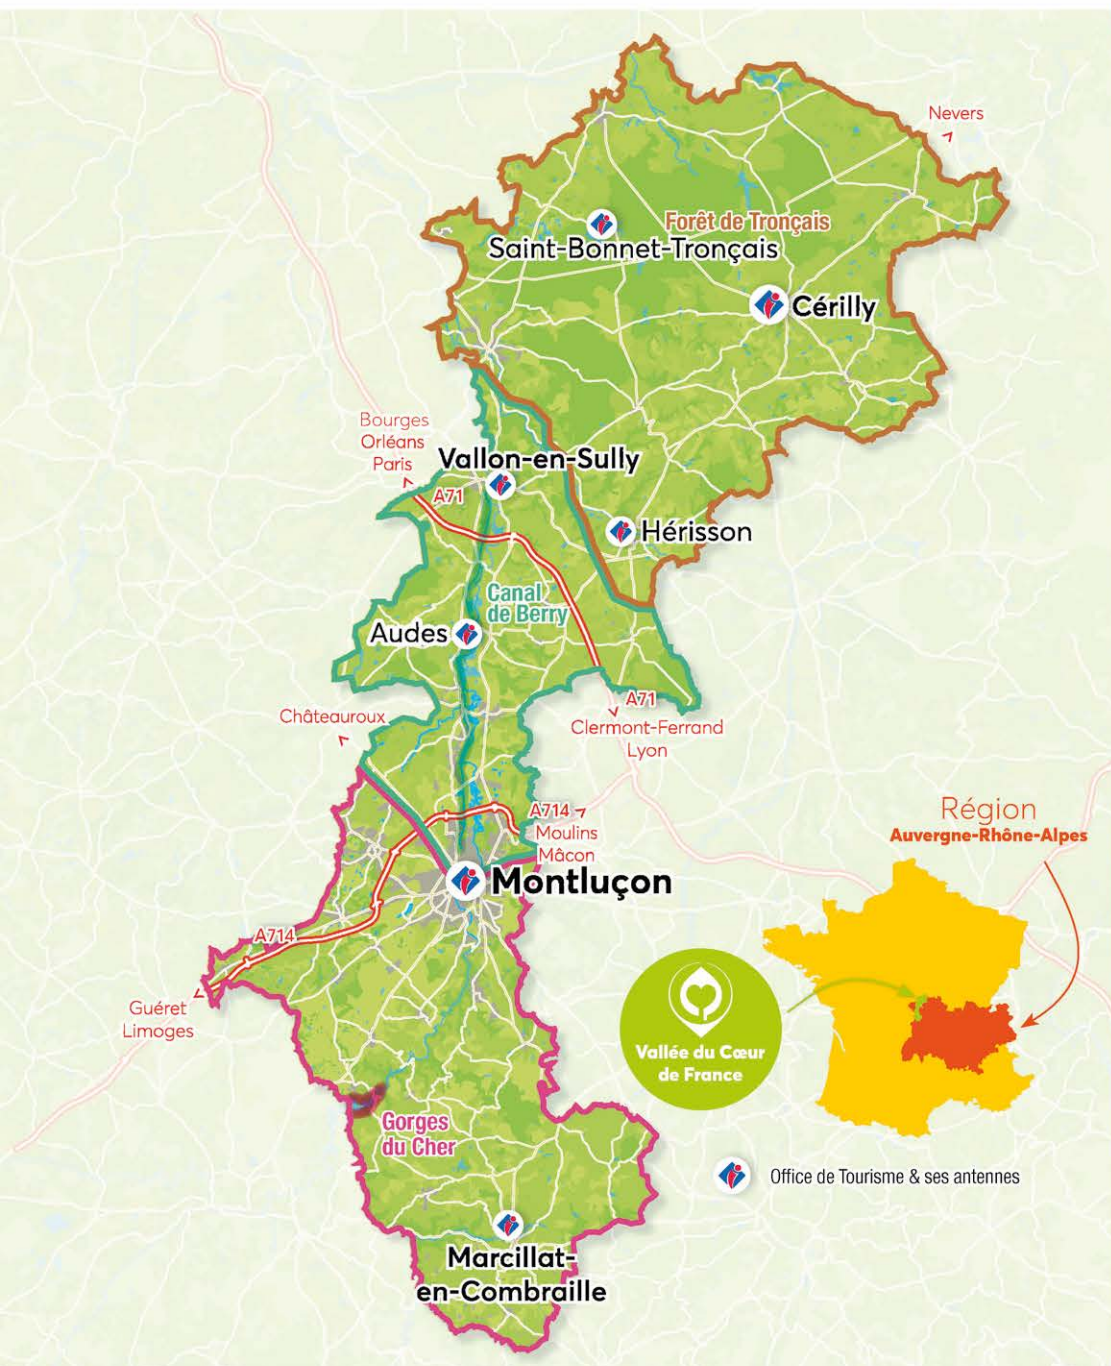 Nevers
Forêt de Tronçais
Saint-Bonnet-Tronçais
Cérilly
Bourges
Orléans
Paris
Vallon-en-Sully
A71
Hérisson
Canal
de Berry
Audes
A71
Châteauroux
Clermont-Ferrand
Lyon
A714
Moulins
Mâcon
Région
Auvergne-Rhône-Alpes
Montluçon
A714
Guéret
Limoges
Vallée du Cœur
de France
Gorges
du Cher
Office de Tourisme & ses antennes
Marcillat-
en-Combraille